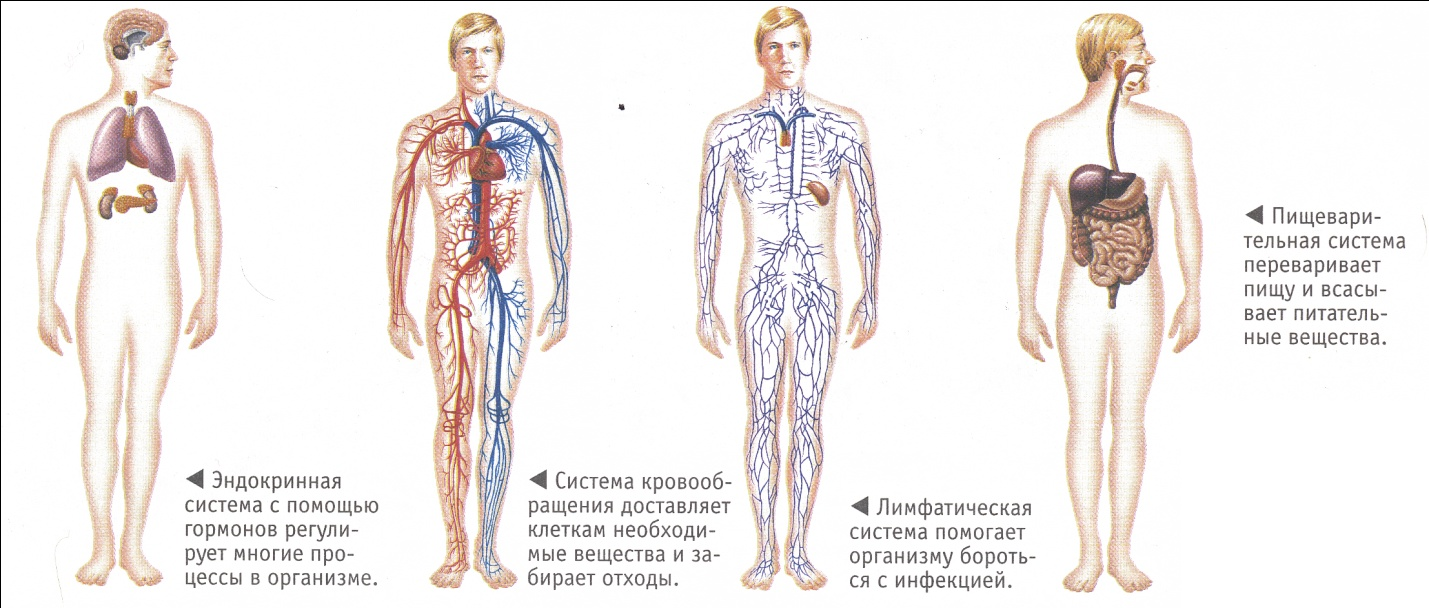 ◀ Эндокринная
система с помощью
гормонов регули-
рует многие про-
цессы в организме.
◀ Система кровооб-
ращения доставляет
клеткам необходи-
мые вещества и за-
бирает отходы.
◀ Лимфатическая
система помогает
организму бороть-
ся с инфекцией.
◀ Пищевари-
тельная система
переваривает
пищу и всасы-
вает питатель-
ные вещества.